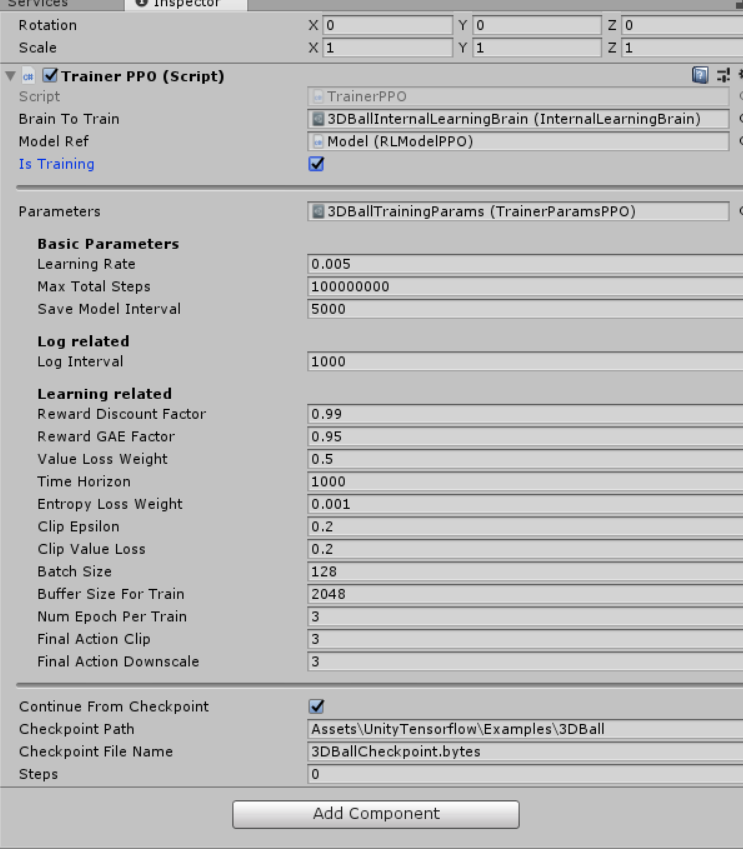 Services Inspector
Rotation X 0 Y 0 Z 0
Scale X 1 Y 1 Z 1
Trainer PPO (Script)
Script TrainerPPO
Brain To Train 3DBallInternalLearningBrain (InternalLearningBrain)
Model Ref Model (RLModelPPO)
Is Training
Parameters 3DBallTrainingParams (TrainerParamsPPO)
Basic Parameters
Learning Rate 0.005
Max Total Steps 100000000
Save Model Interval 5000
Log related
Log Interval 1000
Learning related
Reward Discount Factor 0.99
Reward GAE Factor 0.95
Value Loss Weight 0.5
Time Horizon 1000
Entropy Loss Weight 0.001
Clip Epsilon 0.2
Clip Value Loss 0.2
Batch Size 128
Buffer Size For Train 2048
Num Epoch Per Train 3
Final Action Clip 3
Final Action Downscale 3
Continue From Checkpoint
Checkpoint Path Assets\UnityTensorflow\Examples\3DBall
Checkpoint File Name 3DBallCheckpoint.bytes
Steps 0
Add Component